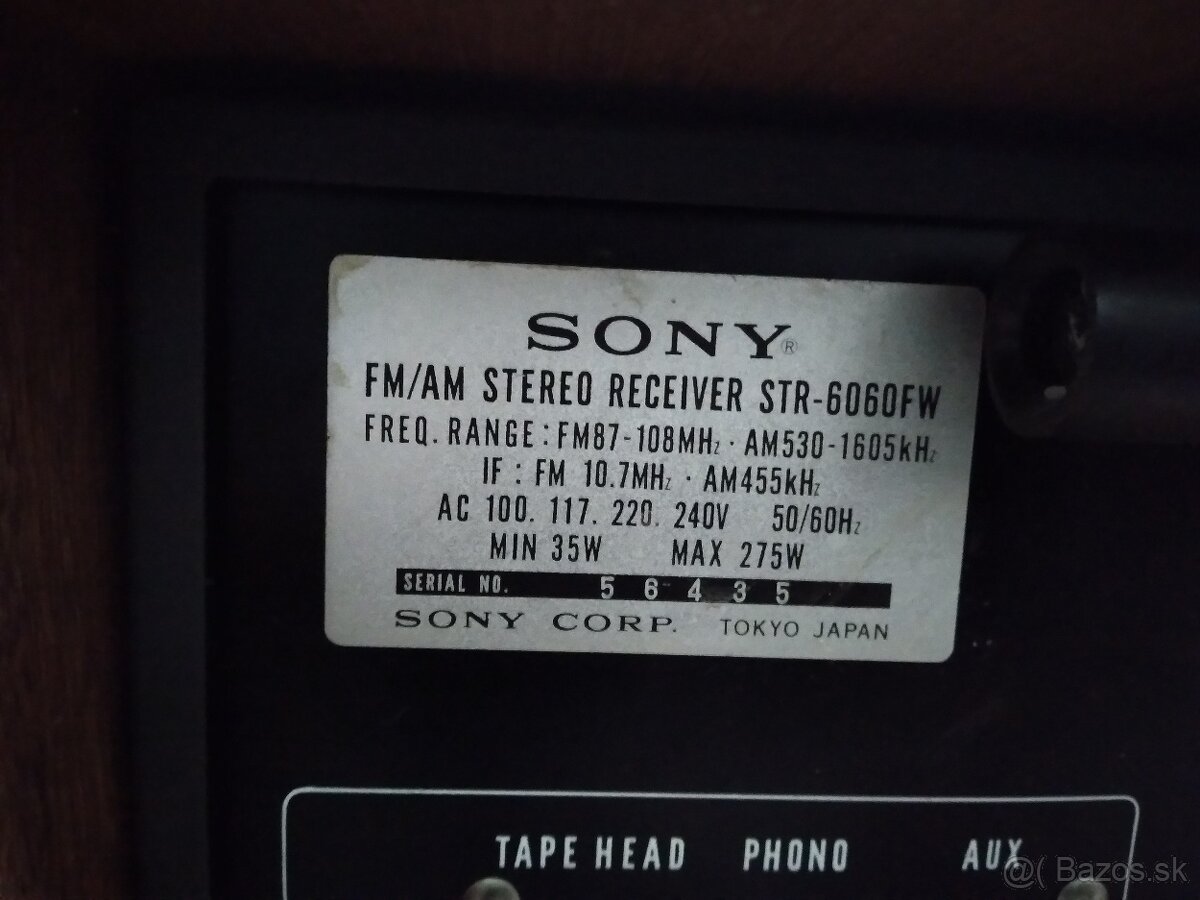 SONY®
FM/AM STEREO RECEIVER STR-6060FW
FREQ. RANGE : FM87-108MHz · AM530-1605kHz
IF : FM 10.7MHz · AM455kHz
AC 100. 117. 220. 240V 50/60Hz
MIN 35W MAX 275W
SERIAL NO. 56435
SONY CORP. TOKYO JAPAN
TAPE HEAD PHONO AUX
@( Bazos.sk